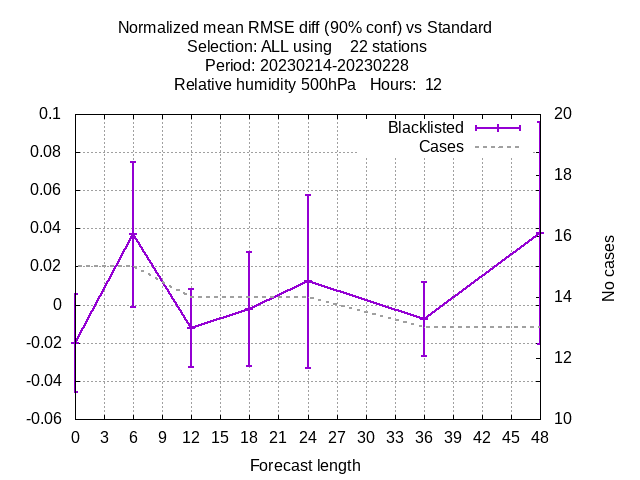 Normalized mean RMSE diff (90% conf) vs Standard
Selection: ALL using    22 stations
Period: 20230214-20230228
Relative humidity 500hPa   Hours:  12
Blacklisted
Cases
0.1
0.08
0.06
0.04
0.02
0
-0.02
-0.04
-0.06
20
18
16
14
12
10
No cases
0 3 6 9 12 15 18 21 24 27 30 33 36 39 42 45 48
Forecast length